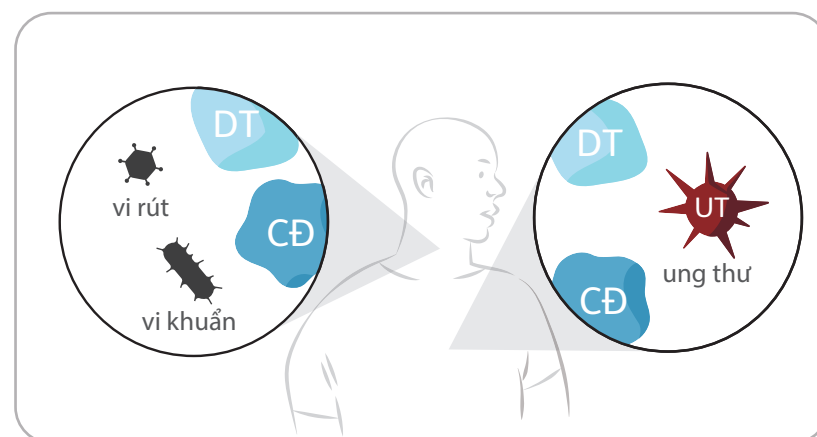 DT
vi rút
CĐ
vi khuẩn
DT
UT
ung thư
CĐ